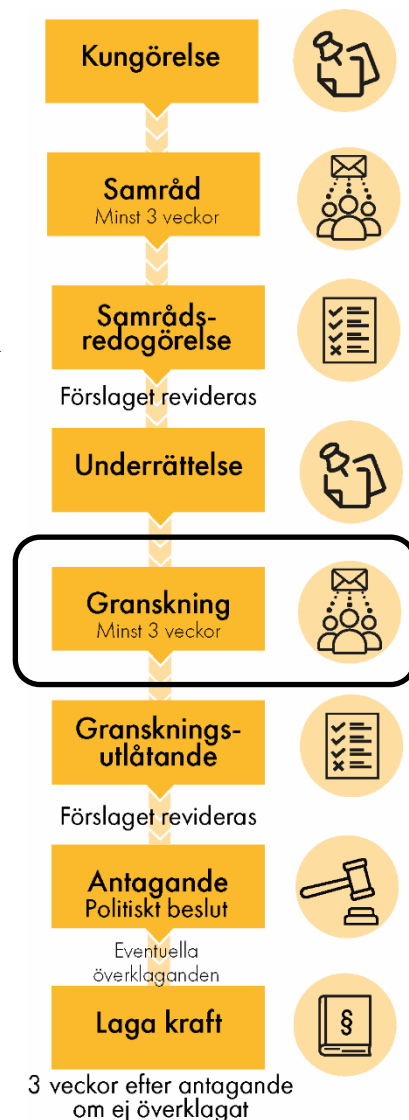 Kungörelse
Samråd
Minst 3 veckor
Samråds-
redogörelse
Förslaget revideras
Underrättelse
Granskning
Minst 3 veckor
Gransknings-
utlåtande
Förslaget revideras
Antagande
Politiskt beslut
Eventuella
överklaganden
Laga kraft
§
3 veckor efter antagande
om ej överklagat